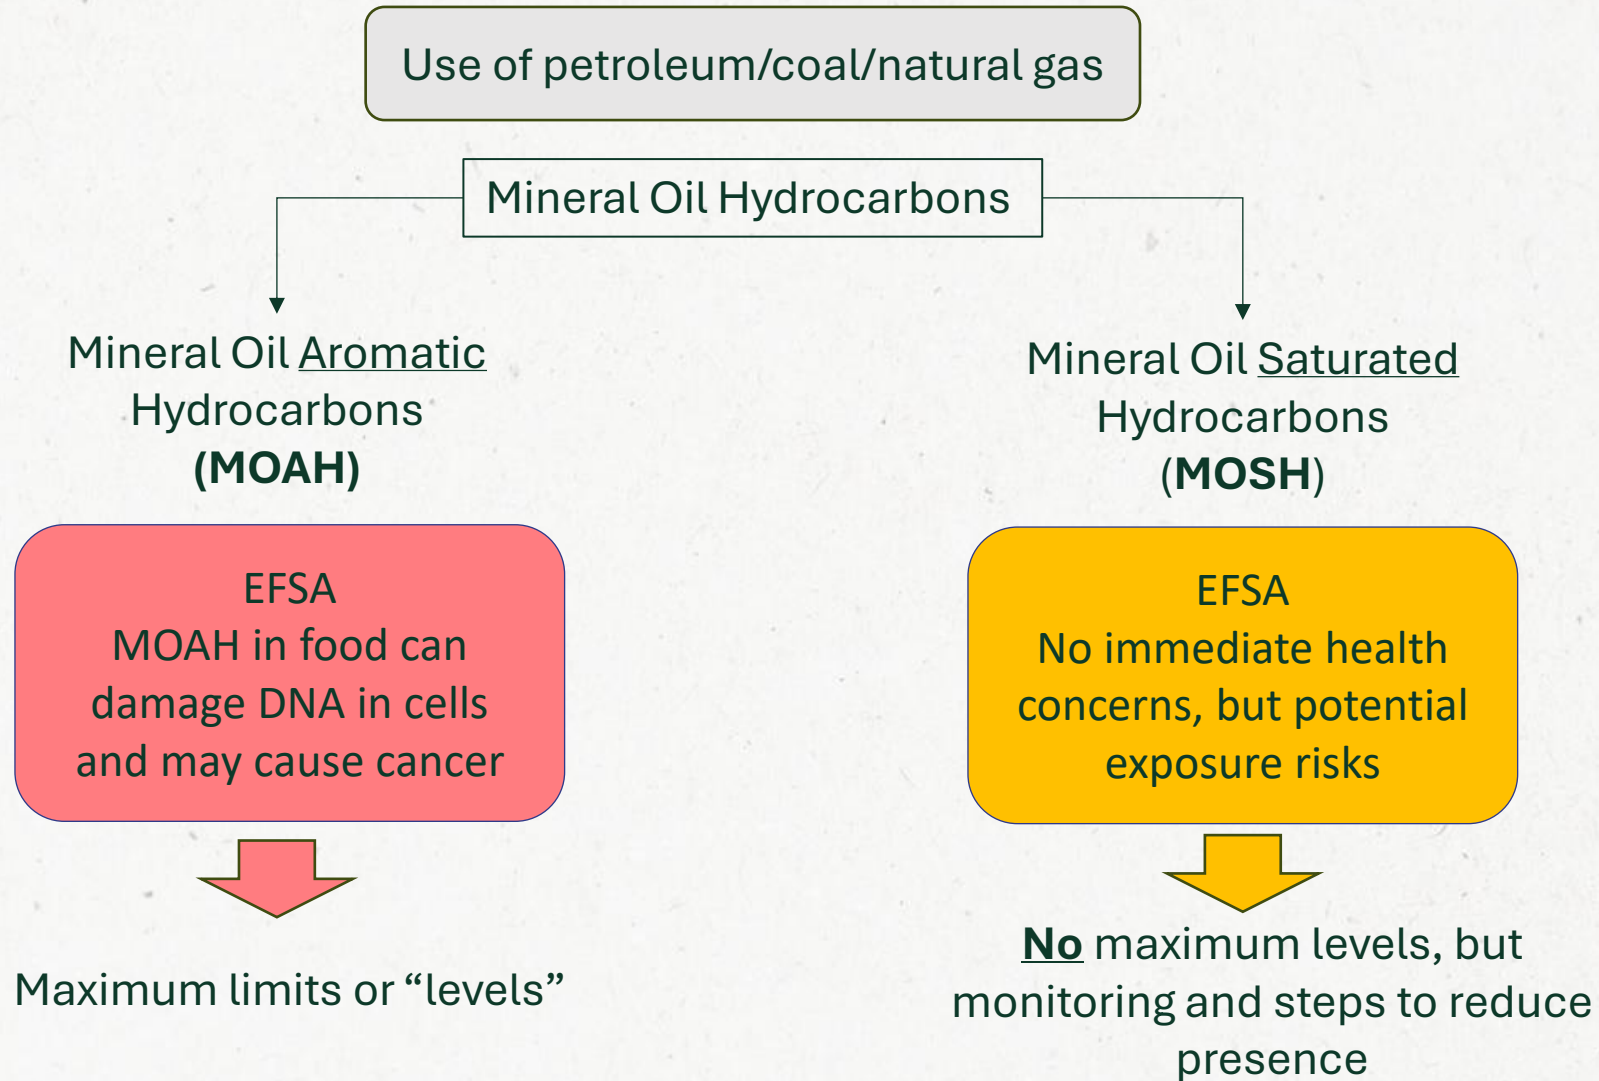 Use of petroleum/coal/natural gas
Mineral Oil Hydrocarbons
Mineral Oil Aromatic
Hydrocarbons
(MOAH)
EFSA
MOAH in food can
damage DNA in cells
and may cause cancer
Maximum limits or “levels”
Mineral Oil Saturated
Hydrocarbons
(MOSH)
EFSA
No immediate health
concerns, but potential
exposure risks
No maximum levels, but
monitoring and steps to reduce
presence